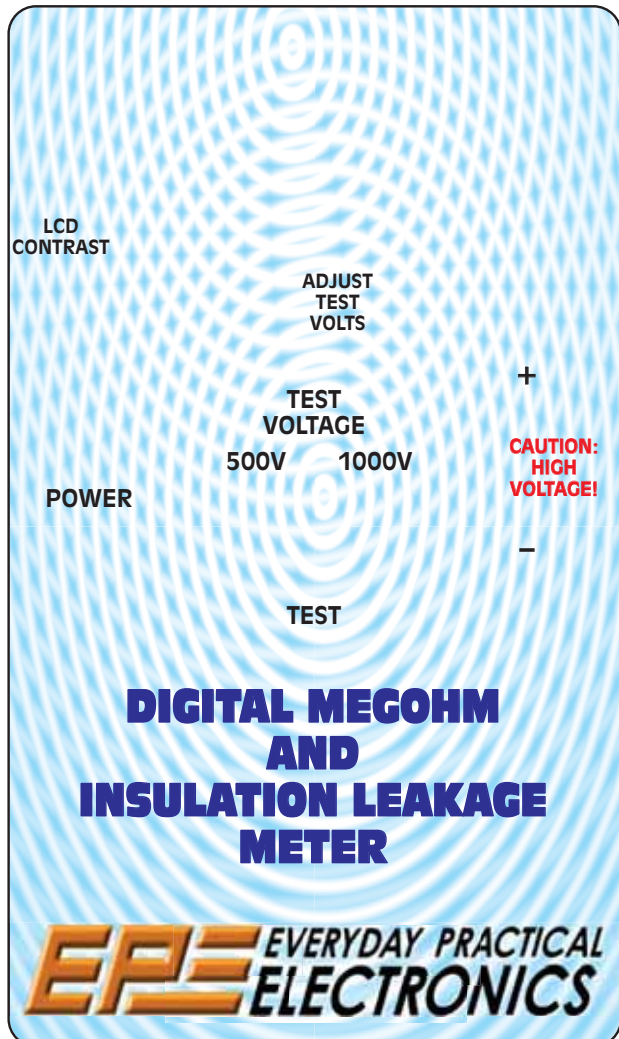 LCD
CONTRAST
ADJUST
TEST
VOLTS
+
TEST
VOLTAGE
500V 1000V
CAUTION:
HIGH
VOLTAGE!
POWER
–
TEST
DIGITAL MEGOHM
AND
INSULATION LEAKAGE
METER
EPE EVERYDAY PRACTICAL
ELECTRONICS